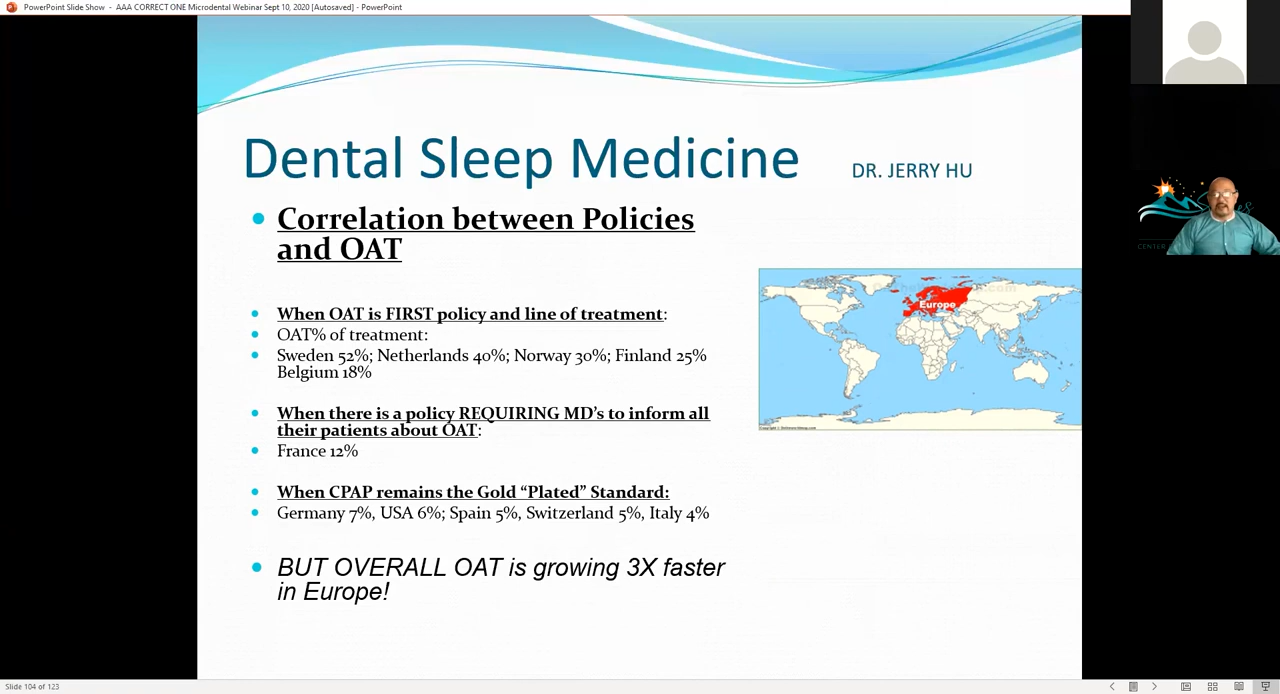 PowerPoint Slide Show - AAA CORRECT ONE Microdental Webinar Sept 10, 2020 [Autosaved] - PowerPoint
Dental Sleep Medicine DR. JERRY HU
Correlation between Policies
and OAT
When OAT is FIRST policy and line of treatment:
OAT% of treatment:
Sweden 52%; Netherlands 40%; Norway 30%; Finland 25%
Belgium 18%
When there is a policy REQUIRING MD's to inform all
their patients about OAT:
France 12%
When CPAP remains the Gold “Plated” Standard:
Germany 7%, USA 6%; Spain 5%, Switzerland 5%, Italy 4%
BUT OVERALL OAT is growing 3X faster
in Europe!
Europe
CENTER
Slide 104 of 123